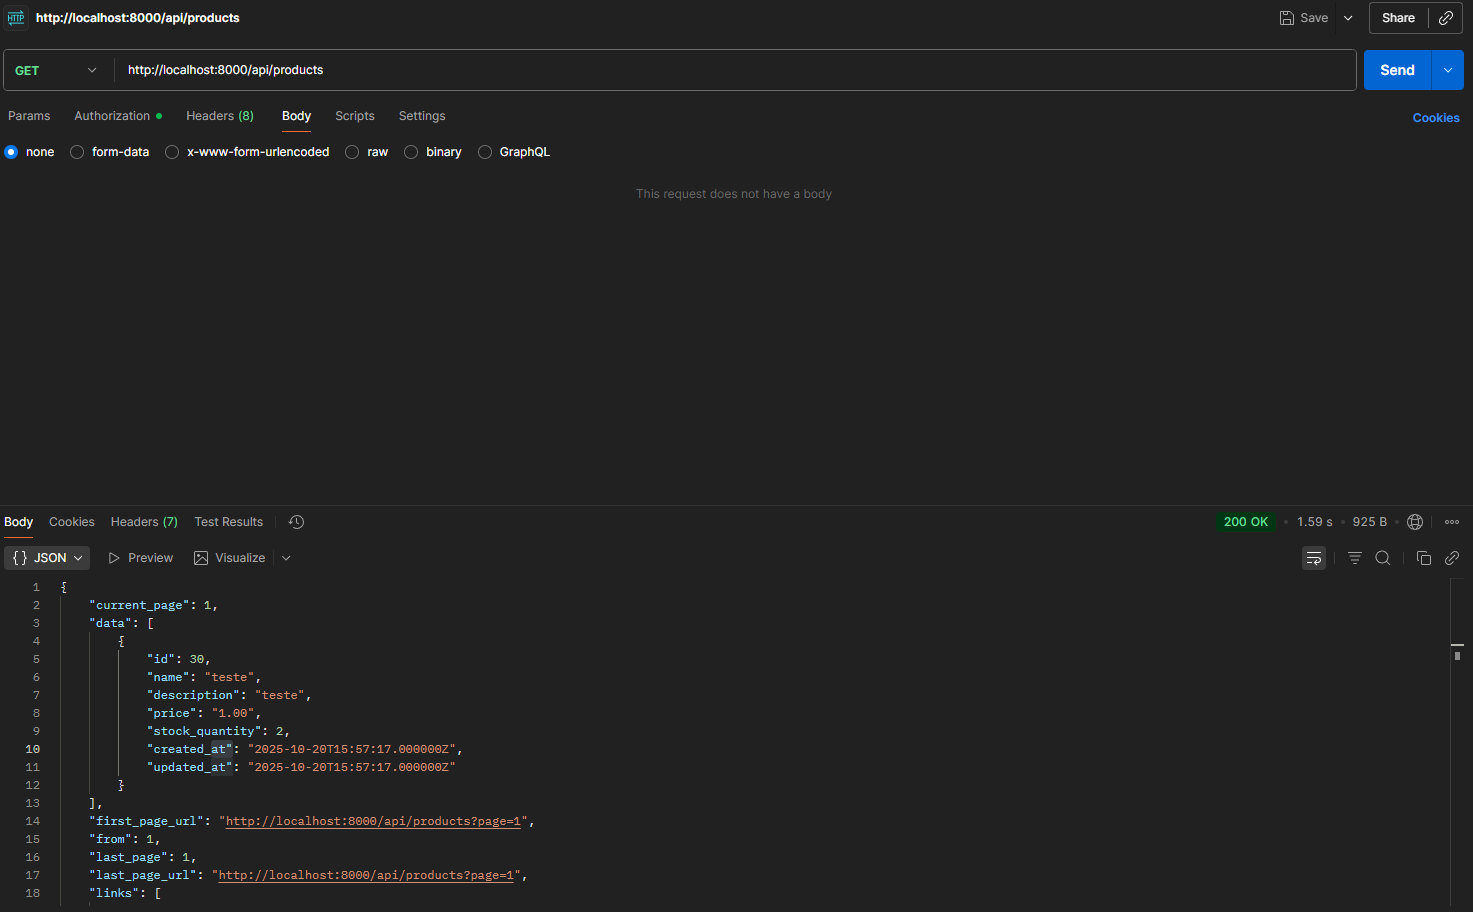 HTTP http://localhost:8000/api/products Save Share
GET http://localhost:8000/api/products Send
Params Authorization Headers (8) Body Scripts Settings Cookies
none form-data x-www-form-urlencoded raw binary GraphQL
This request does not have a body
Body Cookies Headers (7) Test Results 200 OK 1.59 s 925 B
{} JSON Preview Visualize
1 {
2 "current_page": 1,
3 "data": [
4 {
5 "id": 30,
6 "name": "teste",
7 "description": "teste",
8 "price": "1.00",
9 "stock_quantity": 2,
10 "created_at": "2025-10-20T15:57:17.000000Z",
11 "updated_at": "2025-10-20T15:57:17.000000Z"
12 }
13 ],
14 "first_page_url": "http://localhost:8000/api/products?page=1",
15 "from": 1,
16 "last_page": 1,
17 "last_page_url": "http://localhost:8000/api/products?page=1",
18 "links": [